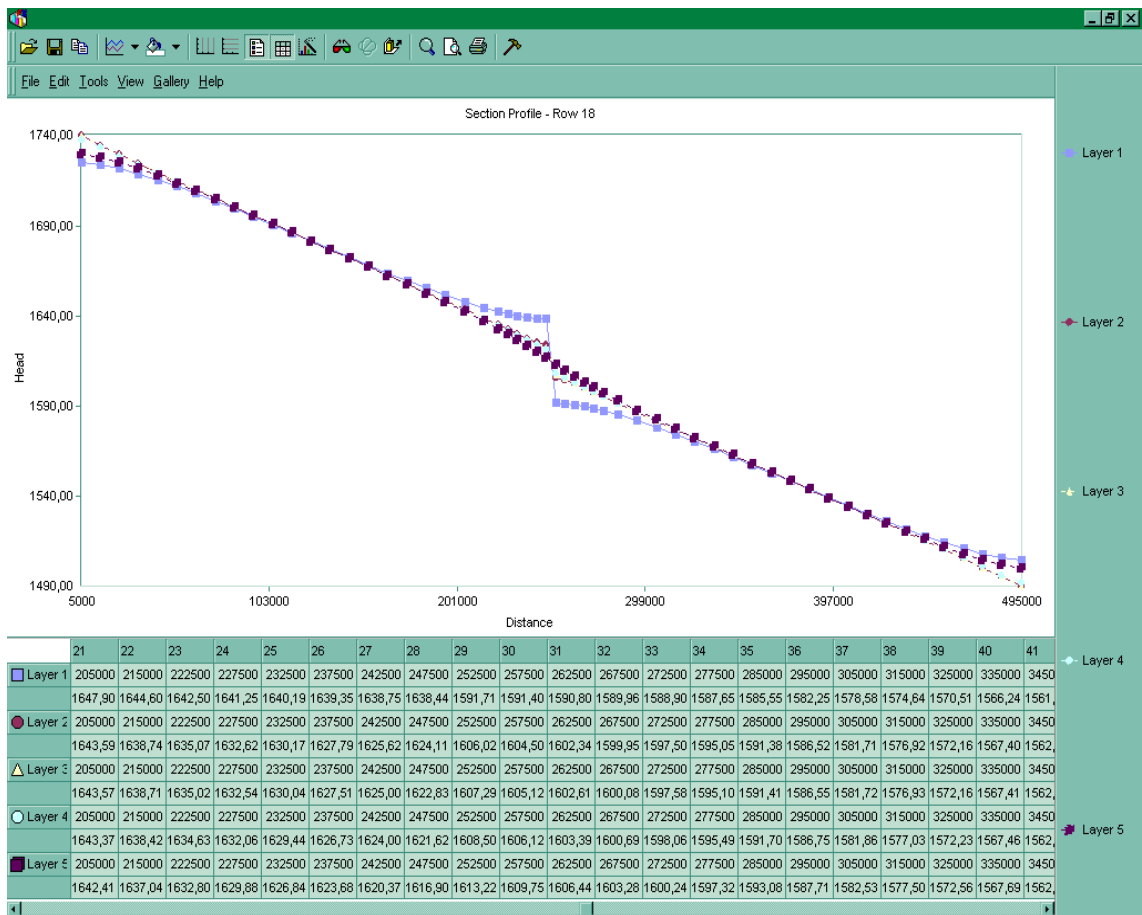 File Edit Tools View Gallery Help
Section Profile - Row 18
1740,00
1690,00
1640,00
1590,00
1540,00
1490,00
Head
5000 103000 201000 299000 397000 495000
Distance
Layer 1
Layer 2
Layer 3
Layer 4
Layer 5
21 22 23 24 25 26 27 28 29 30 31 32 33 34 35 36 37 38 39 40 41
Layer 1 205000 215000 222500 227500 232500 237500 242500 247500 252500 257500 262500 267500 272500 277500 285000 295000 305000 315000 325000 335000 3450
1647,90 1644,60 1642,50 1641,25 1640,19 1639,35 1638,75 1638,44 1591,71 1591,40 1590,80 1589,96 1588,90 1587,65 1585,55 1582,25 1578,58 1574,64 1570,51 1566,24 1561,
Layer 2 205000 215000 222500 227500 232500 237500 242500 247500 252500 257500 262500 267500 272500 277500 285000 295000 305000 315000 325000 335000 3450
1643,59 1638,74 1635,07 1632,62 1630,17 1627,79 1625,62 1624,11 1606,02 1604,50 1602,34 1599,95 1597,50 1595,05 1591,38 1586,52 1581,71 1576,92 1572,16 1567,40 1562,
Layer 3 205000 215000 222500 227500 232500 237500 242500 247500 252500 257500 262500 267500 272500 277500 285000 295000 305000 315000 325000 335000 3450
1643,57 1638,71 1635,02 1632,54 1630,04 1627,51 1625,00 1622,83 1607,29 1605,12 1602,61 1600,08 1597,58 1595,10 1591,41 1586,55 1581,72 1576,93 1572,16 1567,41 1562,
Layer 4 205000 215000 222500 227500 232500 237500 242500 247500 252500 257500 262500 267500 272500 277500 285000 295000 305000 315000 325000 335000 3450
1643,37 1638,42 1634,63 1632,06 1629,44 1626,73 1624,00 1621,62 1608,50 1606,12 1603,39 1600,69 1598,06 1595,49 1591,70 1586,75 1581,86 1577,03 1572,23 1567,46 1562,
Layer 5 205000 215000 222500 227500 232500 237500 242500 247500 252500 257500 262500 267500 272500 277500 285000 295000 305000 315000 325000 335000 3450
1642,41 1637,04 1632,80 1629,88 1626,84 1623,68 1620,37 1616,90 1613,22 1609,75 1606,44 1603,28 1600,24 1597,32 1593,08 1587,71 1582,53 1577,50 1572,56 1567,69 1562,